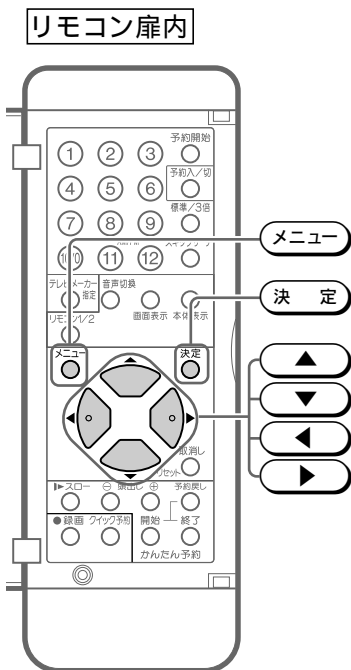 リモコン扉内
予約開始
1 2 3
予約入／切
4 5 6
標準／3倍
7 8 9
11 12
メニュー
テレビメーカー
指定
音声切換
画面表示 本体表示
決 定
リモコン1/2
メニュー
決定
▲
▼
◀
▶
取消し
リセット
スロー
⊖ 頭出し ⊕
予約戻し
●録画 クイック予約 開始 終了
かんたん予約